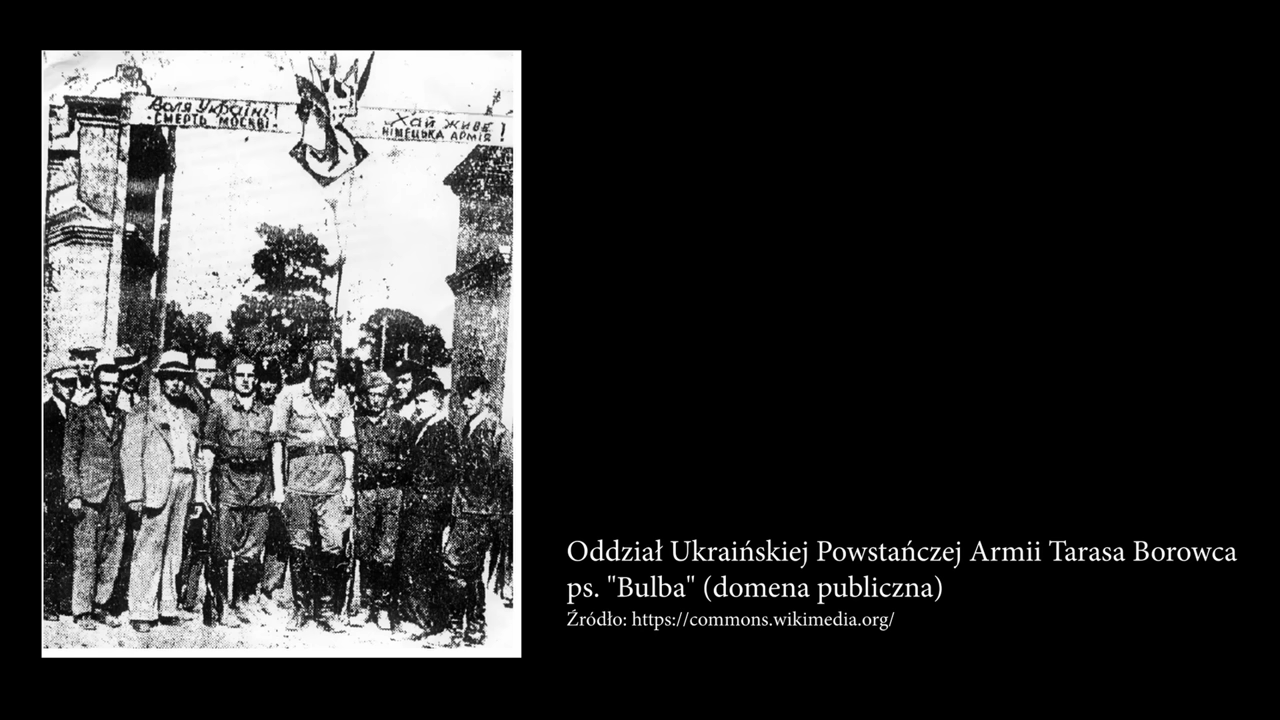 Воля Україні!
-СМЕРТЬ МОСКВІ-
Хай живе
НІМЕЦЬКА АРМІЯ!
Oddział Ukraińskiej Powstańczej Armii Tarasa Borowca
ps. "Bulba" (domena publiczna)
Źródło: https://commons.wikimedia.org/